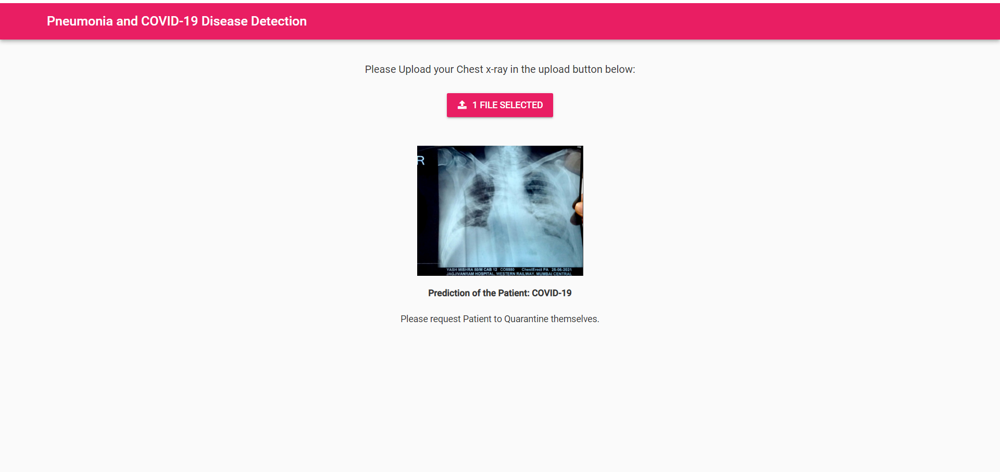 Pneumonia and COVID-19 Disease Detection
Please Upload your Chest x-ray in the upload button below:
1 FILE SELECTED
R
YASH MISHRA 50/M CAB 12 CO8550 ChestErect PA 25-06-2021
JAGJIVANRAM HOSPITAL, WESTERN RAILWAY, MUMBAI CENTRAL
Prediction of the Patient: COVID-19
Please request Patient to Quarantine themselves.